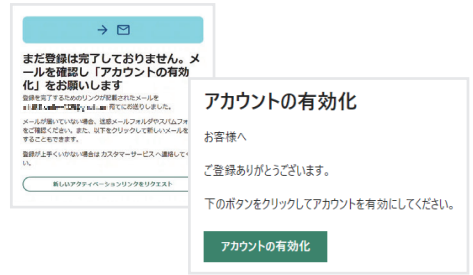 まだ登録は完了しておりません。メ
ールを確認し「アカウントの有効
化」をお願いします
登録を完了するためのリンクが記載されたメールを
宛てにお送りしました。
メールが届いていない場合、迷惑メールフォルダやスパムフォ
をご確認ください。また、以下をクリックして新しいメールを
することもできます。
登録が上手くいかない場合は カスタマーサービス へ連絡して
い。
新しいアクティベーションリンクをリクエスト
アカウントの有効化
お客様へ
ご登録ありがとうございます。
下のボタンをクリックしてアカウントを有効にしてください。
アカウントの有効化